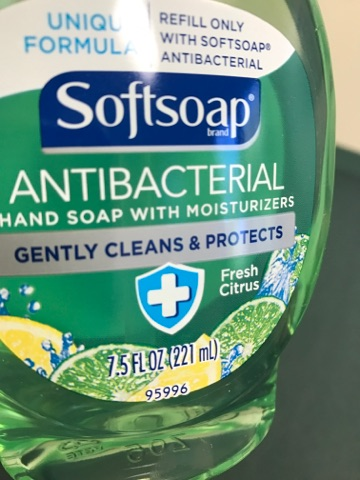 UNIQUE
FORMULA
REFILL ONLY
WITH SOFTSOAP®
ANTIBACTERIAL
Softsoap®
brand
ANTIBACTERIAL
HAND SOAP WITH MOISTURIZERS
GENTLY CLEANS & PROTECTS
Fresh
Citrus
7.5 FL OZ (221 mL)
95996